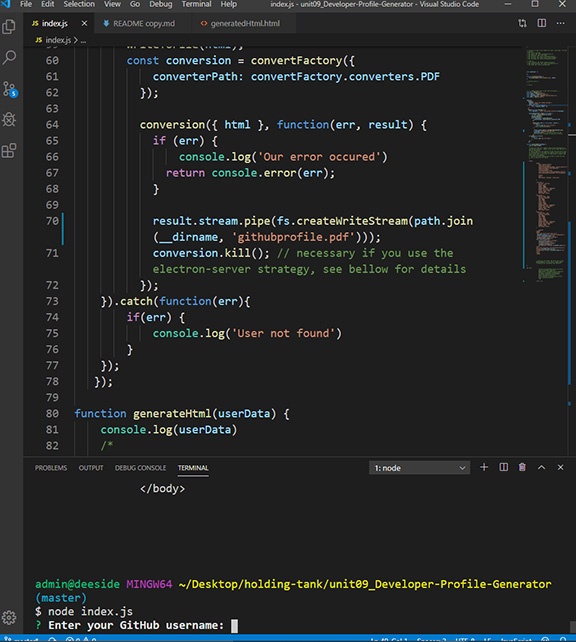 File Edit Selection View Go Debug Terminal Help index.js - unit09_Developer-Profile-Generator - Visual Studio Code
JS index.js × README copy.md <> generatedHtml.html
JS index.js > ...
60 const conversion = convertFactory({
61 converterPath: convertFactory.converters.PDF
62 });
63
64 conversion({ html }, function(err, result) {
65 if (err) {
66 console.log('Our error occured')
67 return console.error(err);
68 }
69
70 result.stream.pipe(fs.createWriteStream(path.join
(__dirname, 'githubprofile.pdf')));
71 conversion.kill(); // necessary if you use the
electron-server strategy, see bellow for details
72 });
73 }).catch(function(err){
74 if(err) {
75 console.log('User not found')
76 }
77 });
78 });
79
80 function generateHtml(userData) {
81 console.log(userData)
82 /*
PROBLEMS OUTPUT DEBUG CONSOLE TERMINAL 1: node
</body>
admin@deeside MINGW64 ~/Desktop/holding-tank/unit09_Developer-Profile-Generator
(master)
$ node index.js
? Enter your GitHub username: